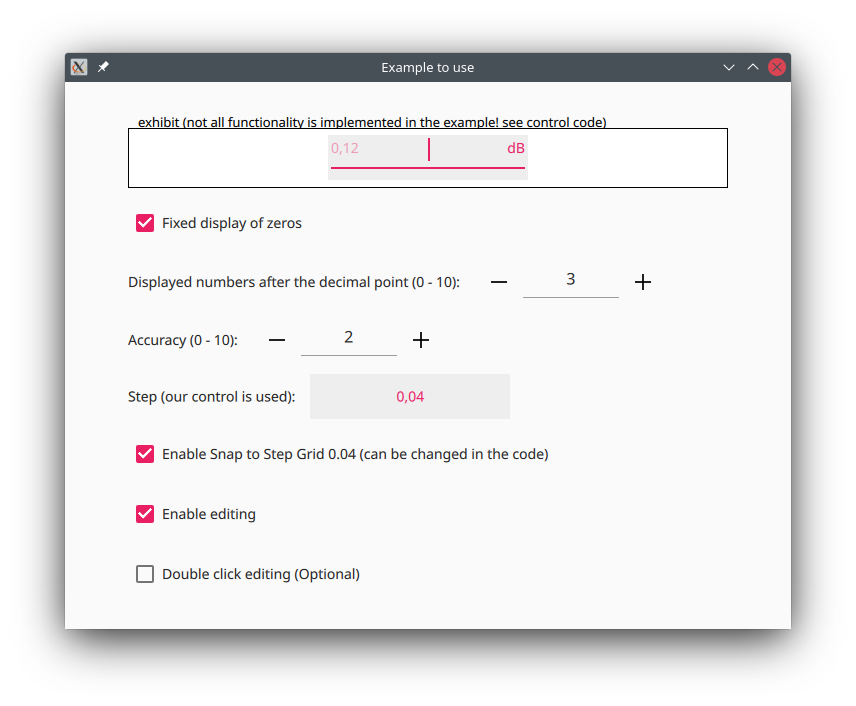 Example to use
exhibit (not all functionality is implemented in the example! see control code)
0,12 dB
Fixed display of zeros
Displayed numbers after the decimal point (0 - 10): 3
Accuracy (0 - 10): 2
Step (our control is used): 0,04
Enable Snap to Step Grid 0.04 (can be changed in the code)
Enable editing
Double click editing (Optional)